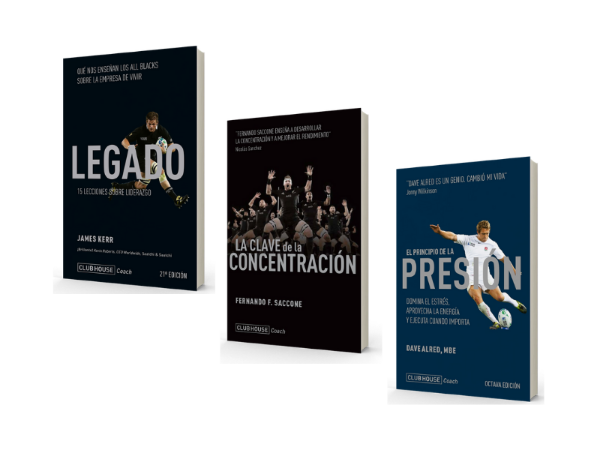 QUÉ NOS ENSEÑAN LOS ALL BLACKS
SOBRE LA EMPRESA DE VIVIR
LEGADO
15 LECCIONES SOBRE LIDERAZGO
JAMES KERR
21ª EDICIÓN
CLUBHOUSE Coach
"FERNANDO SACCONE ENSEÑA A DESARROLLAR
LA CONCENTRACIÓN Y A MEJORAR EL RENDIMIENTO"
Nicolás Sánchez
LA CLAVE de la
CONCENTRACIÓN
FERNANDO F. SACCONE
CLUBHOUSE Coach
"DAVE ALRED ES UN GENIO. CAMBIÓ MI VIDA"
Jonny Wilkinson
EL PRINCIPIO DE LA
PRESIÓN
DOMINA EL ESTRÉS,
APROVECHA LA ENERGÍA
Y EJECUTA CUANDO IMPORTA
DAVE ALRED, MBE
CLUBHOUSE Coach
OCTAVA EDICIÓN